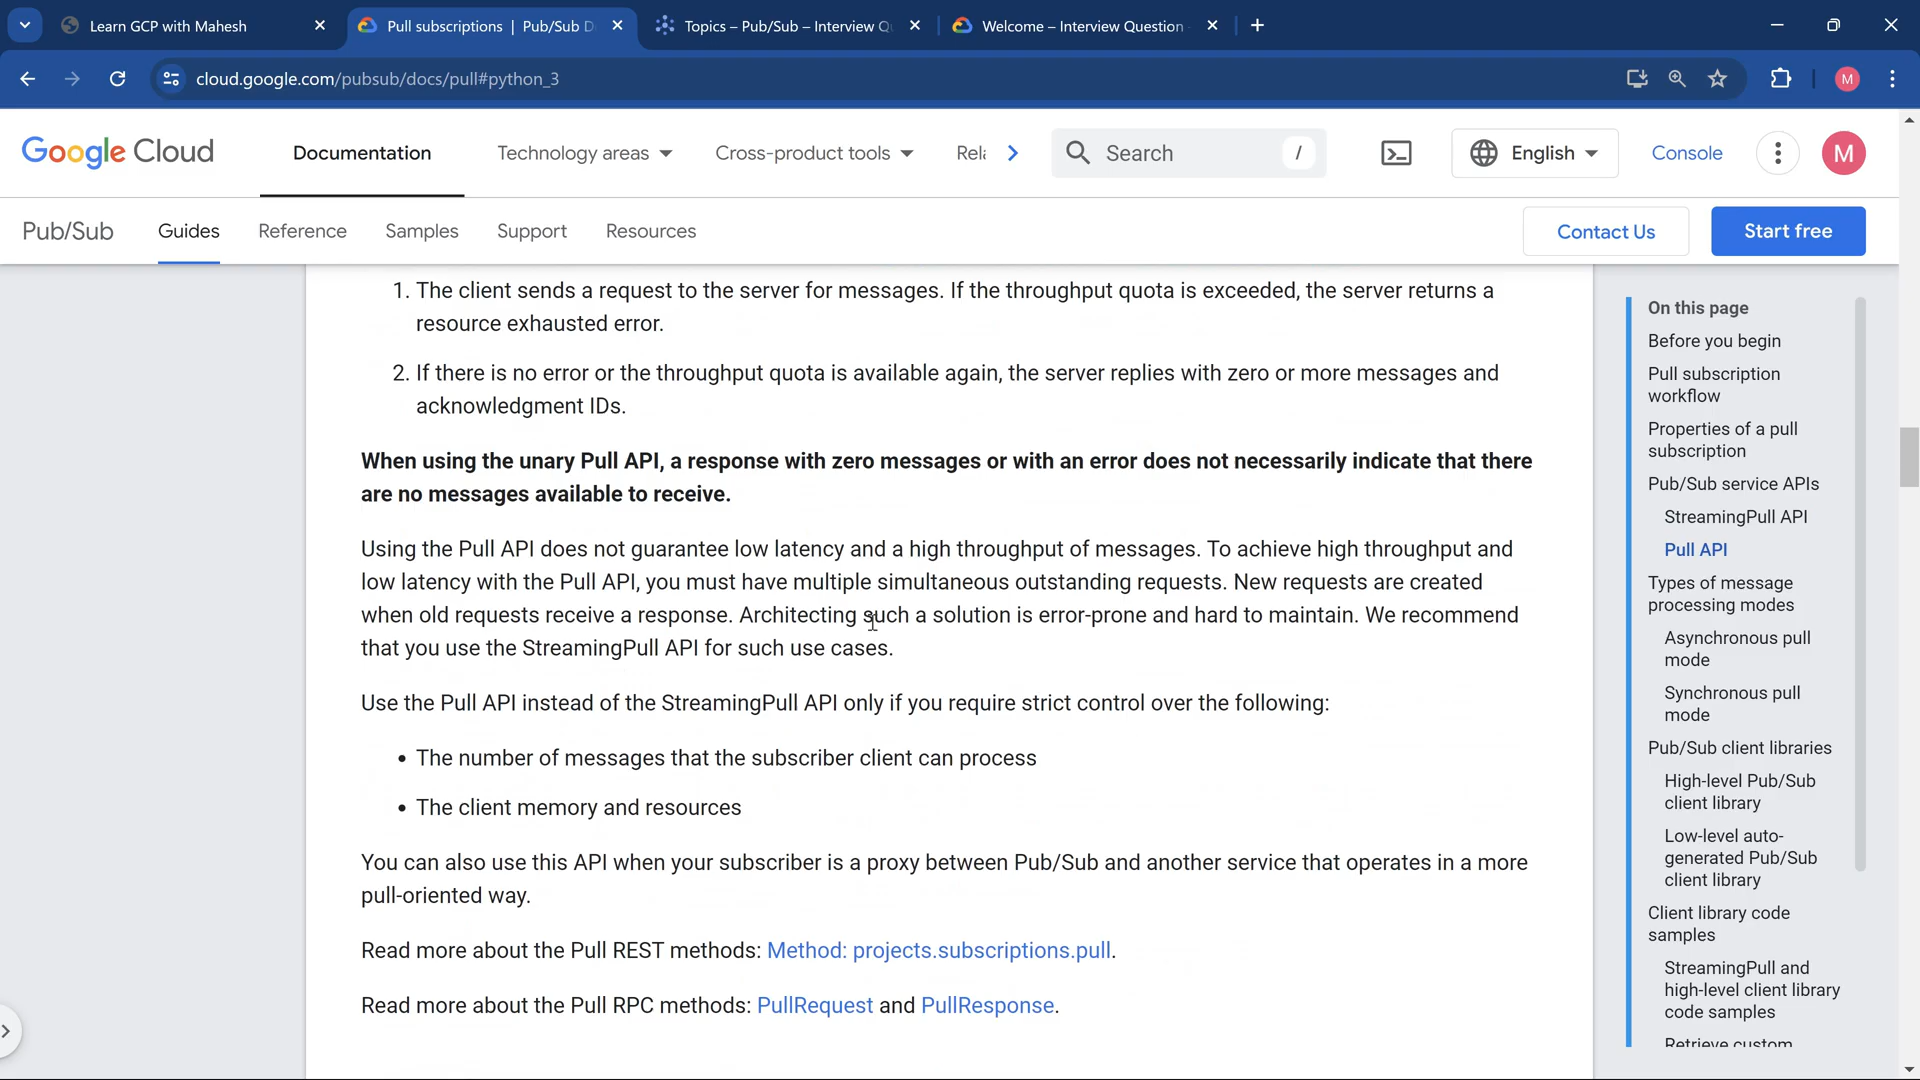 Learn GCP with Mahesh
Pull subscriptions | Pub/Sub D
Topics – Pub/Sub – Interview Qu
Welcome – Interview Question
cloud.google.com/pubsub/docs/pull#python_3
M
Google Cloud
Documentation
Technology areas
Cross-product tools
Rela
Search
/
English
Console
M
Pub/Sub
Guides
Reference
Samples
Support
Resources
Contact Us
Start free
1. The client sends a request to the server for messages. If the throughput quota is exceeded, the server returns a
resource exhausted error.
2. If there is no error or the throughput quota is available again, the server replies with zero or more messages and
acknowledgment IDs.
When using the unary Pull API, a response with zero messages or with an error does not necessarily indicate that there
are no messages available to receive.
Using the Pull API does not guarantee low latency and a high throughput of messages. To achieve high throughput and
low latency with the Pull API, you must have multiple simultaneous outstanding requests. New requests are created
when old requests receive a response. Architecting such a solution is error-prone and hard to maintain. We recommend
that you use the StreamingPull API for such use cases.
Use the Pull API instead of the StreamingPull API only if you require strict control over the following:
• The number of messages that the subscriber client can process
• The client memory and resources
You can also use this API when your subscriber is a proxy between Pub/Sub and another service that operates in a more
pull-oriented way.
Read more about the Pull REST methods: Method: projects.subscriptions.pull.
Read more about the Pull RPC methods: PullRequest and PullResponse.
On this page
Before you begin
Pull subscription
workflow
Properties of a pull
subscription
Pub/Sub service APIs
StreamingPull API
Pull API
Types of message
processing modes
Asynchronous pull
mode
Synchronous pull
mode
Pub/Sub client libraries
High-level Pub/Sub
client library
Low-level auto-
generated Pub/Sub
client library
Client library code
samples
StreamingPull and
high-level client library
code samples
Retrieve custom